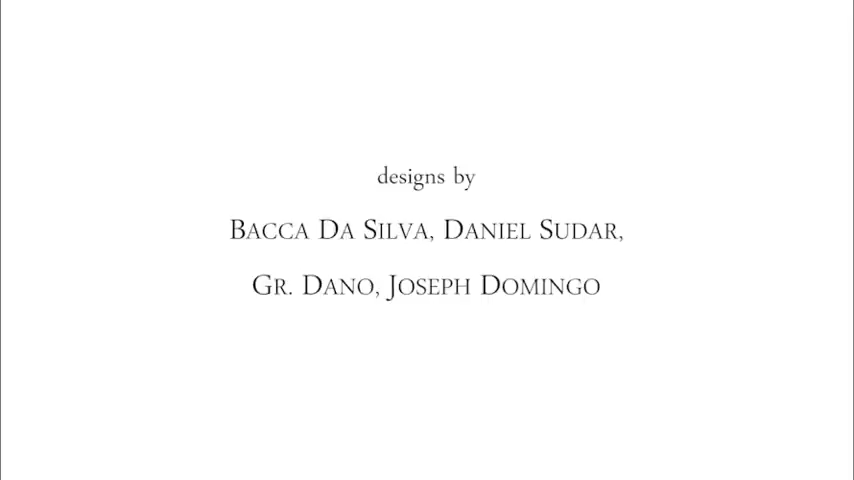 designs by
BACCA DA SILVA, DANIEL SUDAR,
GR. DANO, JOSEPH DOMINGO